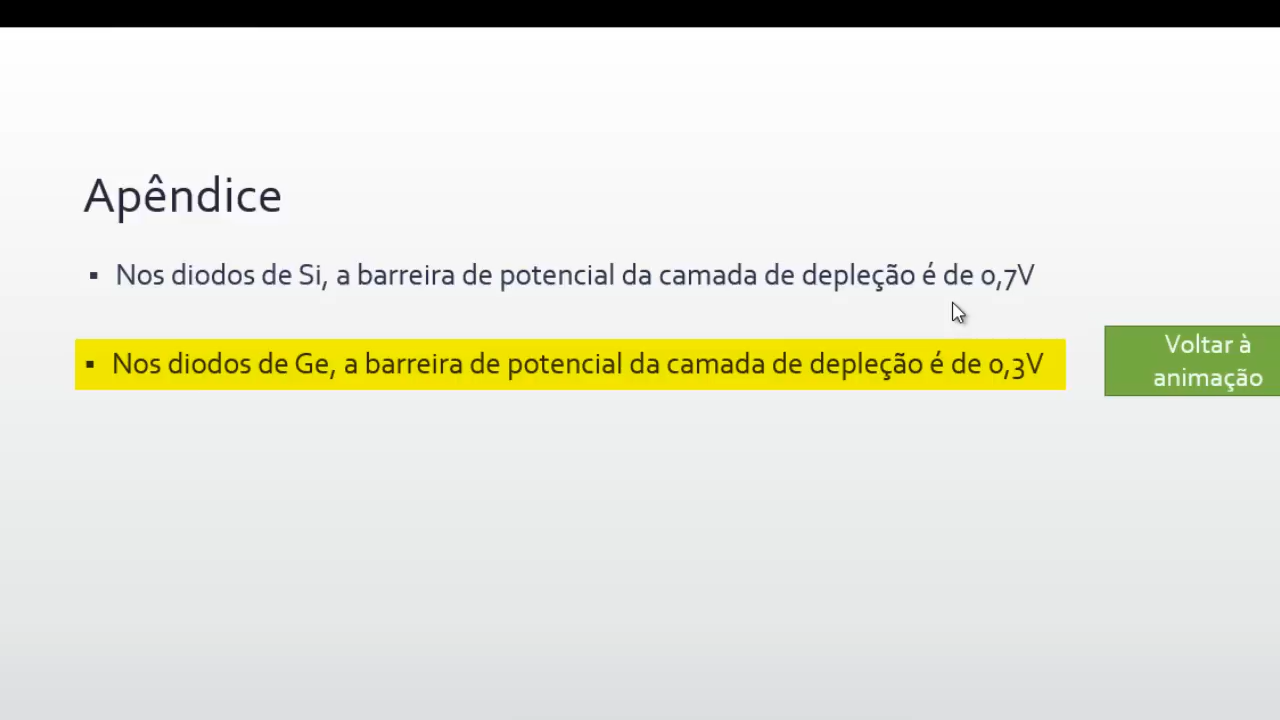 Apêndice
▪ Nos diodos de Si, a barreira de potencial da camada de depleção é de 0,7V
▪ Nos diodos de Ge, a barreira de potencial da camada de depleção é de 0,3V
Voltar à
animação